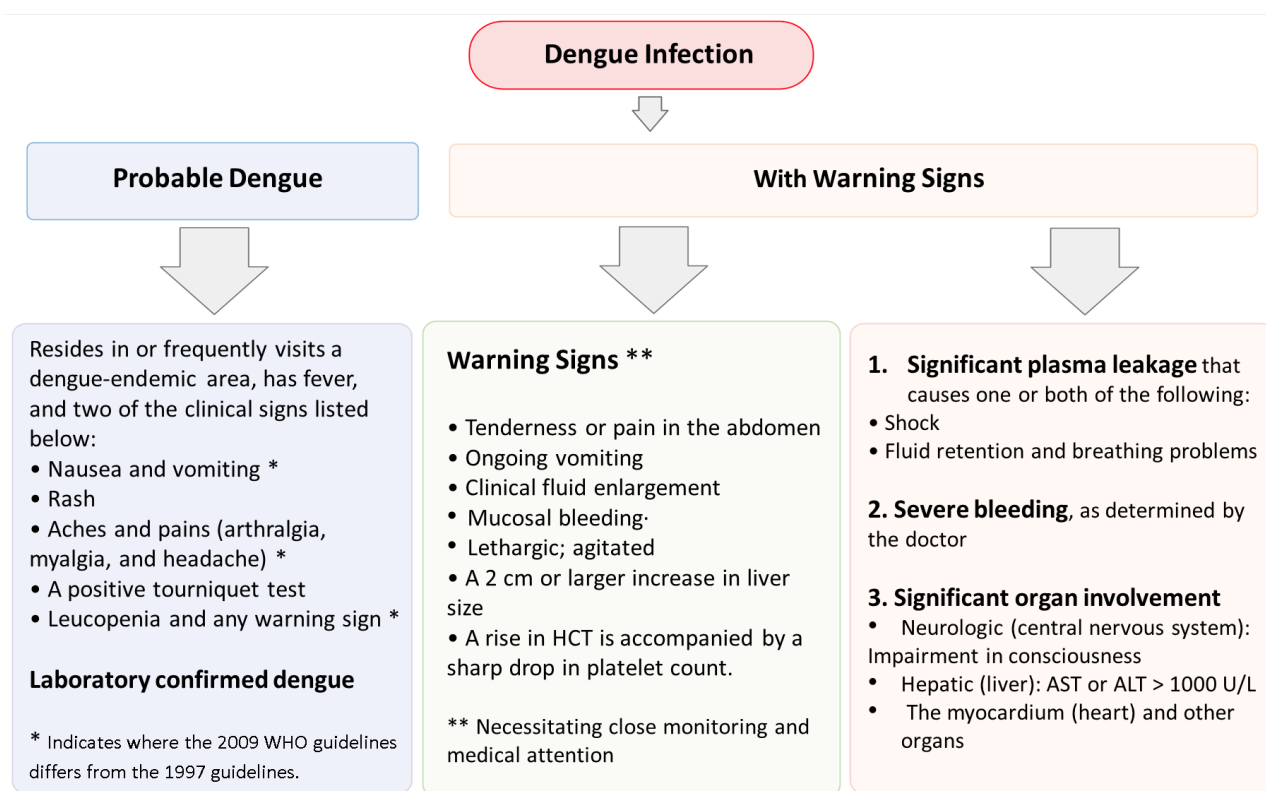 Dengue Infection
Probable Dengue
With Warning Signs
Resides in or frequently visits a
dengue-endemic area, has fever,
and two of the clinical signs listed
below:
• Nausea and vomiting *
• Rash
• Aches and pains (arthralgia,
myalgia, and headache) *
• A positive tourniquet test
• Leucopenia and any warning sign *
Laboratory confirmed dengue
* Indicates where the 2009 WHO guidelines
differs from the 1997 guidelines.
Warning Signs **
• Tenderness or pain in the abdomen
• Ongoing vomiting
• Clinical fluid enlargement
• Mucosal bleeding·
• Lethargic; agitated
• A 2 cm or larger increase in liver
size
• A rise in HCT is accompanied by a
sharp drop in platelet count.
** Necessitating close monitoring and
medical attention
1. Significant plasma leakage that
causes one or both of the following:
• Shock
• Fluid retention and breathing problems
2. Severe bleeding, as determined by
the doctor
3. Significant organ involvement
• Neurologic (central nervous system):
Impairment in consciousness
• Hepatic (liver): AST or ALT > 1000 U/L
• The myocardium (heart) and other
organs